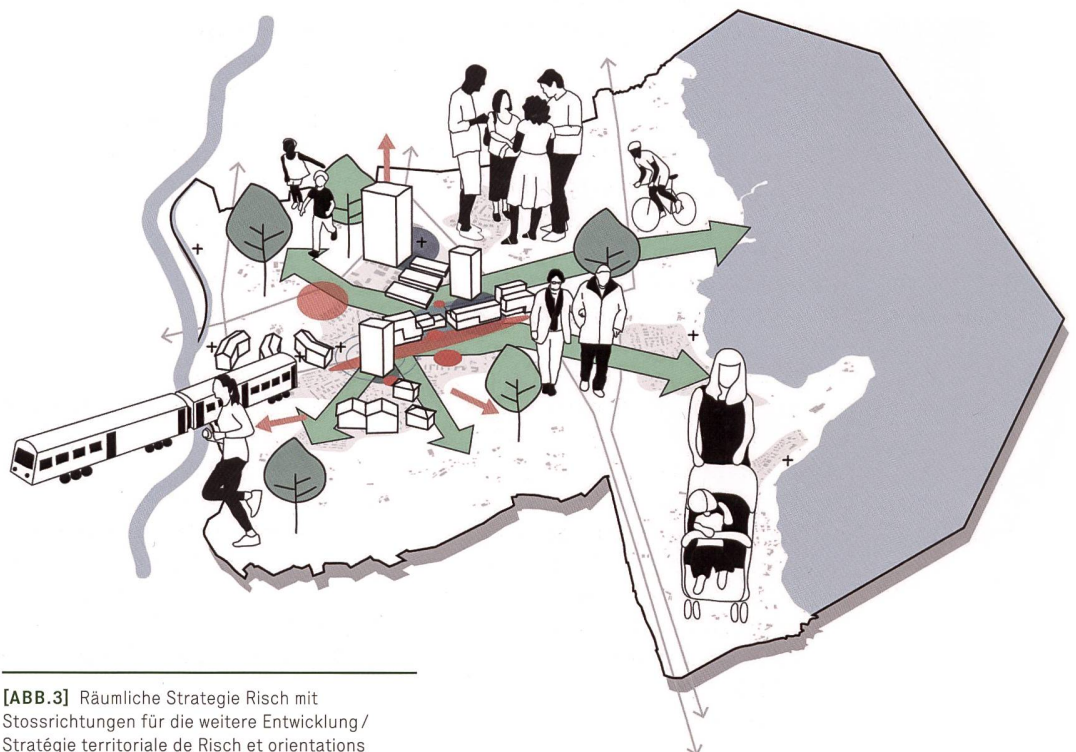 [ABB.3] Räumliche Strategie Risch mit
Stossrichtungen für die weitere Entwicklung /
Stratégie territoriale de Risch et orientations